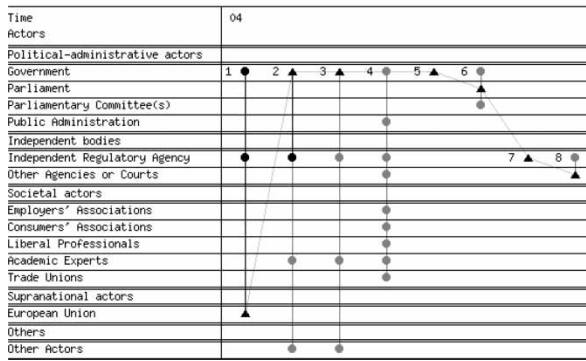 Time 04
Actors
Political-administrative actors
Government 1 2 3 4 5 6
Parliament
Parliamentary Committee(s)
Public Administration
Independent bodies
Independent Regulatory Agency 7 8
Other Agencies or Courts
Societal actors
Employers' Associations
Consumers' Associations
Liberal Professionals
Academic Experts
Trade Unions
Supranational actors
European Union
Others
Other Actors